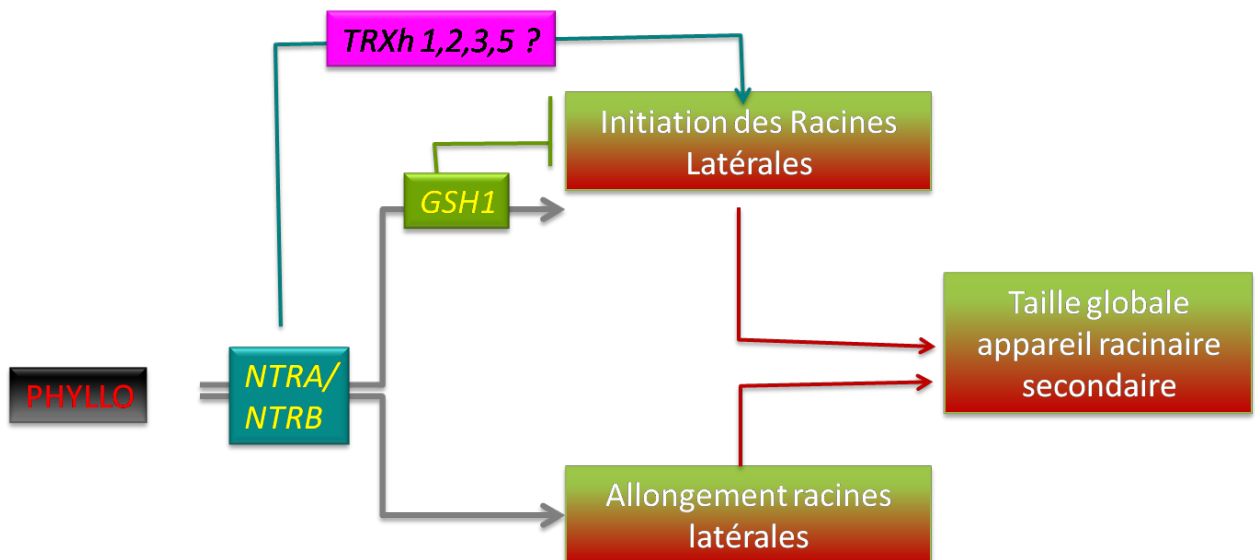 TRXh 1,2,3,5 ?
Initiation des Racines
Latérales
GSH1
Taille globale
appareil racinaire
secondaire
PHYLLO
NTRA/
NTRB
Allongement racines
latérales